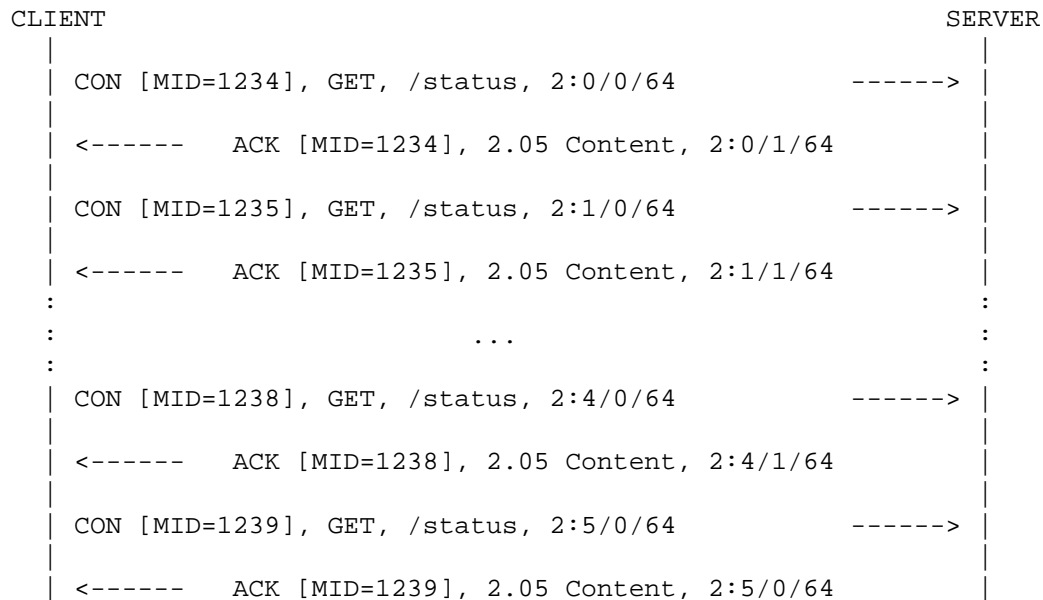 CLIENT                                                     SERVER
  |                                                          |
  | CON [MID=1234], GET, /status, 2:0/0/64           ------> |
  |                                                          |
  | <------   ACK [MID=1234], 2.05 Content, 2:0/1/64         |
  |                                                          |
  | CON [MID=1235], GET, /status, 2:1/0/64           ------> |
  |                                                          |
  | <------   ACK [MID=1235], 2.05 Content, 2:1/1/64         |
  :                                                          :
  :                          ...                             :
  :                                                          :
  | CON [MID=1238], GET, /status, 2:4/0/64           ------> |
  |                                                          |
  | <------   ACK [MID=1238], 2.05 Content, 2:4/1/64         |
  |                                                          |
  | CON [MID=1239], GET, /status, 2:5/0/64           ------> |
  |                                                          |
  | <------   ACK [MID=1239], 2.05 Content, 2:5/0/64         |